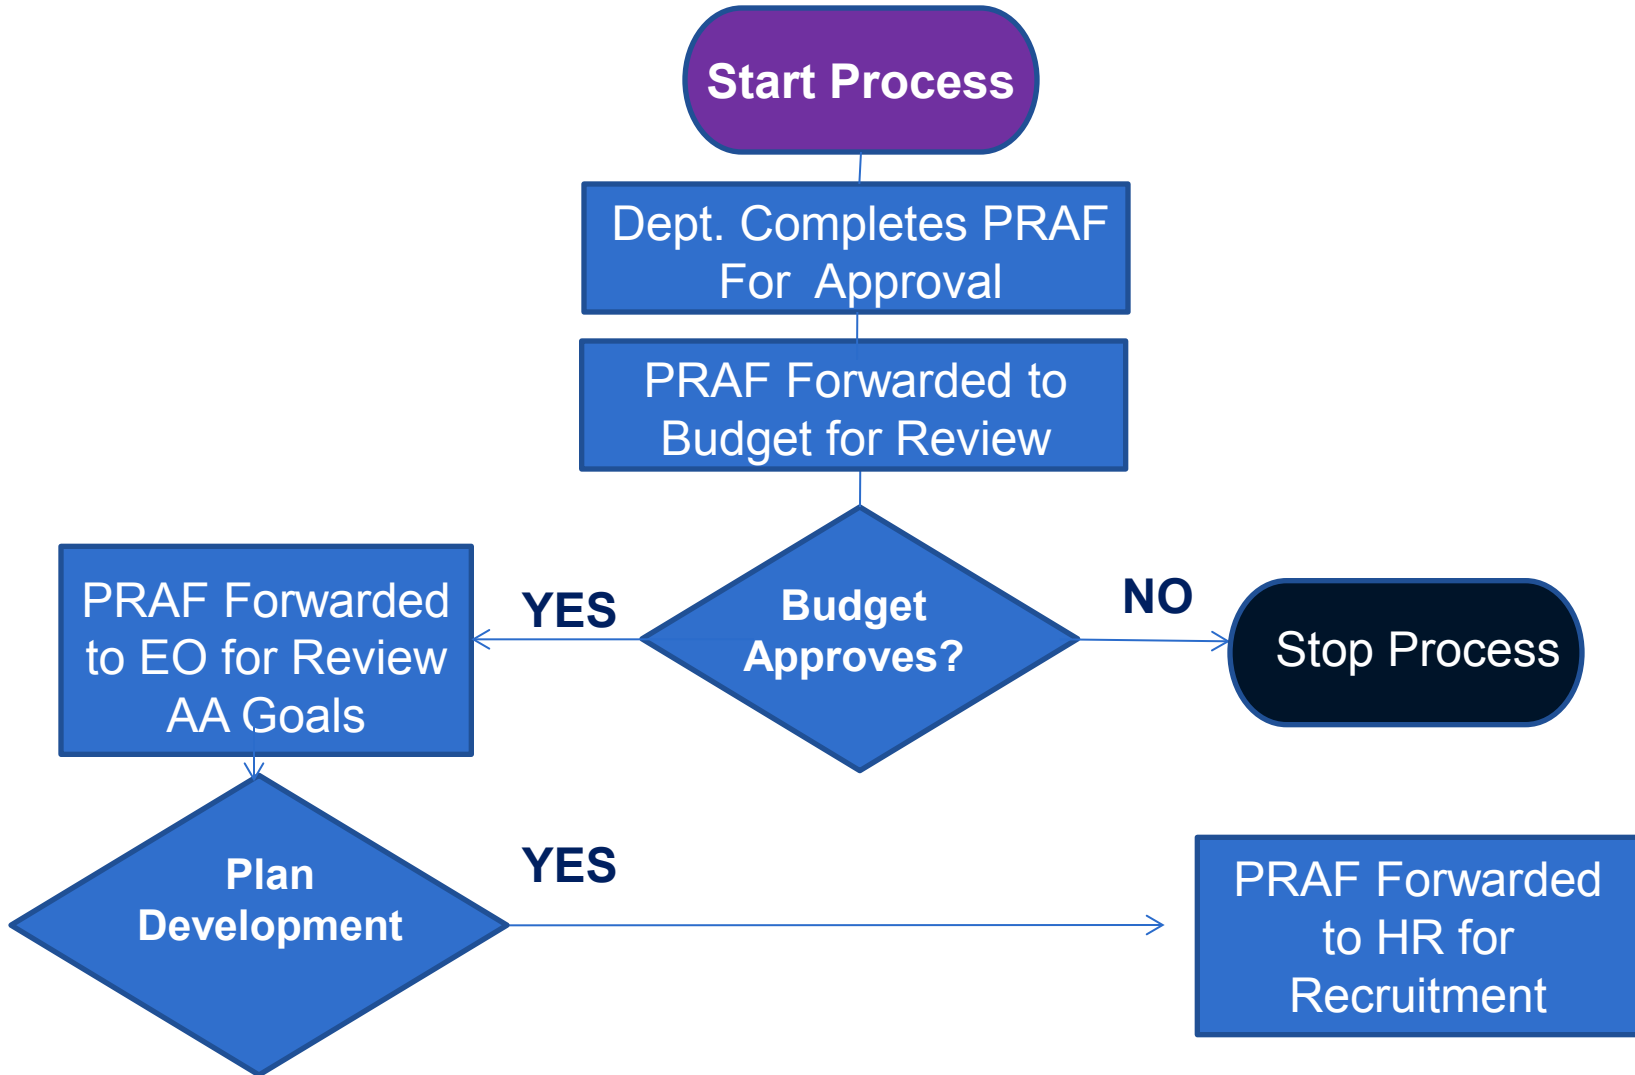 Start Process
Dept. Completes PRAF
For Approval
PRAF Forwarded to
Budget for Review
PRAF Forwarded
to EO for Review
AA Goals
YES
Budget
Approves?
NO
Stop Process
Plan
Development
YES
PRAF Forwarded
to HR for
Recruitment